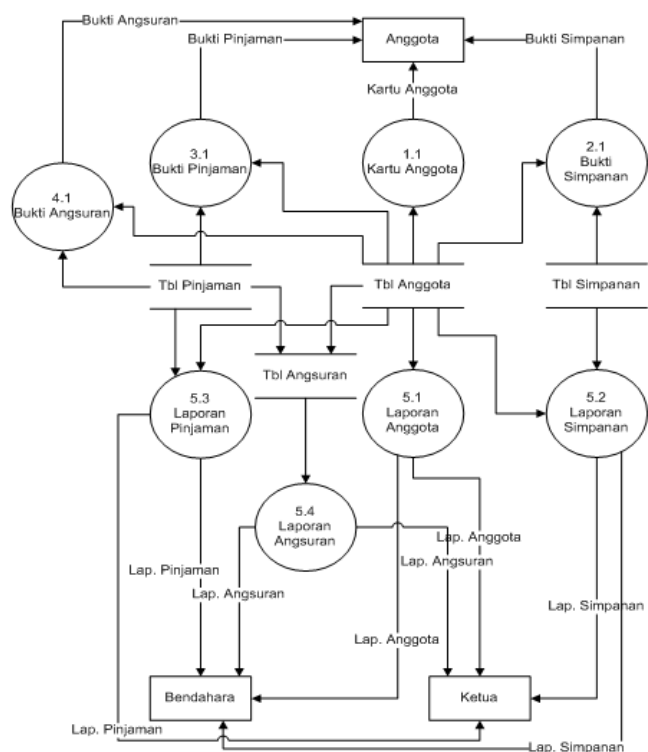 Bukti Angsuran
Bukti Pinjaman
Anggota
Bukti Simpanan
Kartu Anggota
3.1
Bukti Pinjaman
1.1
Kartu Anggota
2.1
Bukti
Simpanan
4.1
Bukti Angsuran
Tbl Pinjaman
Tbl Anggota
Tbl Simpanan
Tbl Angsuran
5.3
Laporan
Pinjaman
5.1
Laporan
Anggota
5.2
Laporan
Simpanan
5.4
Laporan
Angsuran
Lap. Anggota
Lap. Pinjaman
Lap. Angsuran
Lap. Angsuran
Lap. Simpanan
Lap. Anggota
Bendahara
Ketua
Lap. Pinjaman
Lap. Simpanan